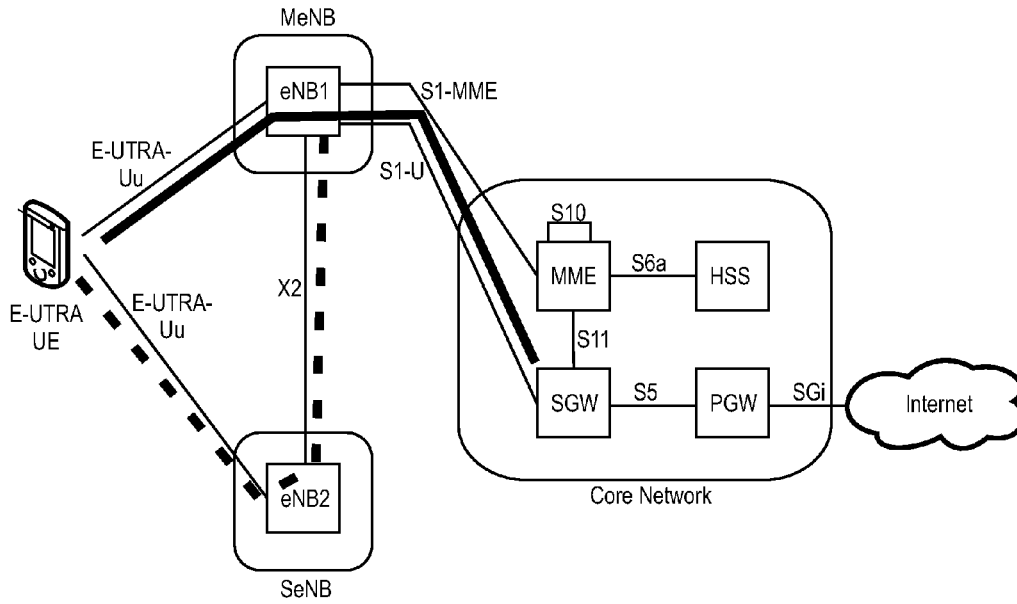 MeNB
eNB1
S1-MME
E-UTRA-
Uu
S1-U
S10
MME
S6a
HSS
E-UTRA
UE
E-UTRA-
Uu
X2
S11
SGW
S5
PGW
SGi
Internet
eNB2
Core Network
SeNB